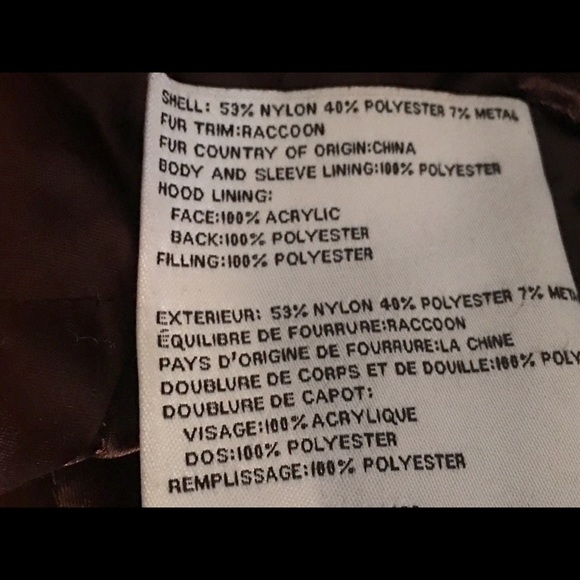 SHELL: 53% NYLON 40% POLYESTER 7% METAL
FUR TRIM:RACCOON
FUR COUNTRY OF ORIGIN:CHINA
BODY AND SLEEVE LINING:100% POLYESTER
HOOD LINING:
FACE:100% ACRYLIC
BACK:100% POLYESTER
FILLING:100% POLYESTER
EXTERIEUR: 53% NYLON 40% POLYESTER 7% META
ÉQUILIBRE DE FOURRURE:RACCOON
PAYS D'ORIGINE DE FOURRURE:LA CHINE
DOUBLURE DE CORPS ET DE DOUILLE:100% POLY
DOUBLURE DE CAPOT:
VISAGE:100% ACRYLIQUE
DOS:100% POLYESTER
REMPLISSAGE:100% POLYESTER